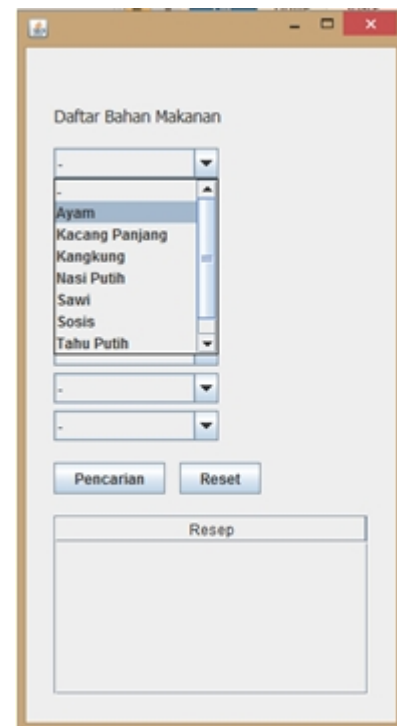 Daftar Bahan Makanan
-
-
Ayam
Kacang Panjang
Kangkung
Nasi Putih
Sawi
Sosis
Tahu Putih
-
-
Pencarian Reset
Resep